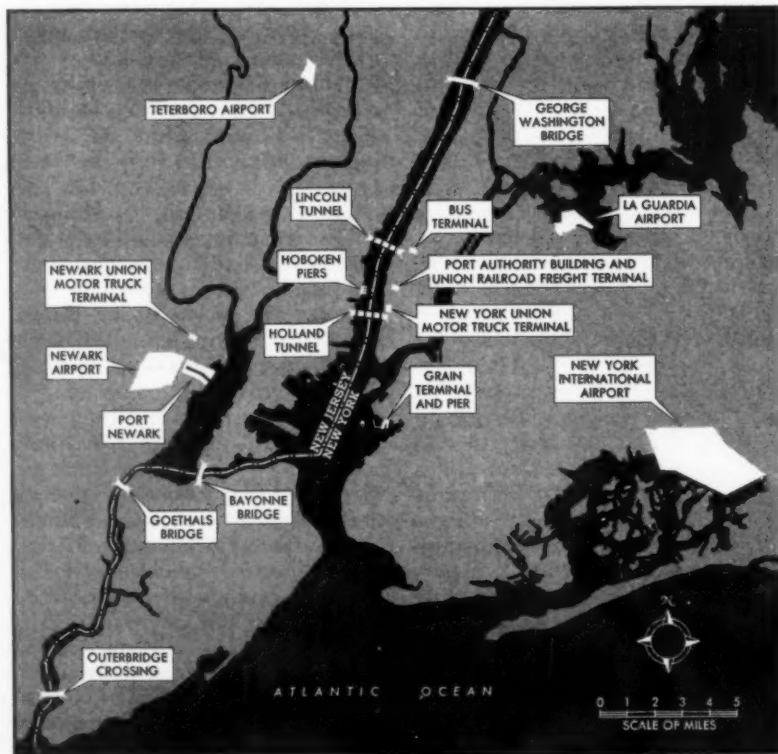 TETERBORO AIRPORT
GEORGE
WASHINGTON
BRIDGE
LINCOLN
TUNNEL
BUS
TERMINAL
LA GUARDIA
AIRPORT
HOBOKEN
PIERS
PORT AUTHORITY BUILDING AND
UNION RAILROAD FREIGHT TERMINAL
NEWARK UNION
MOTOR TRUCK
TERMINAL
HOLLAND
TUNNEL
NEW YORK UNION
MOTOR TRUCK TERMINAL
NEWARK
AIRPORT
PORT
NEWARK
GRAIN
TERMINAL
AND PIER
NEW YORK
INTERNATIONAL
AIRPORT
NEW JERSEY
NEW YORK
GOETHALS
BRIDGE
BAYONNE
BRIDGE
OUTERBRIDGE
CROSSING
ATLANTIC OCEAN
N
0 1 2 3 4 5
SCALE OF MILES